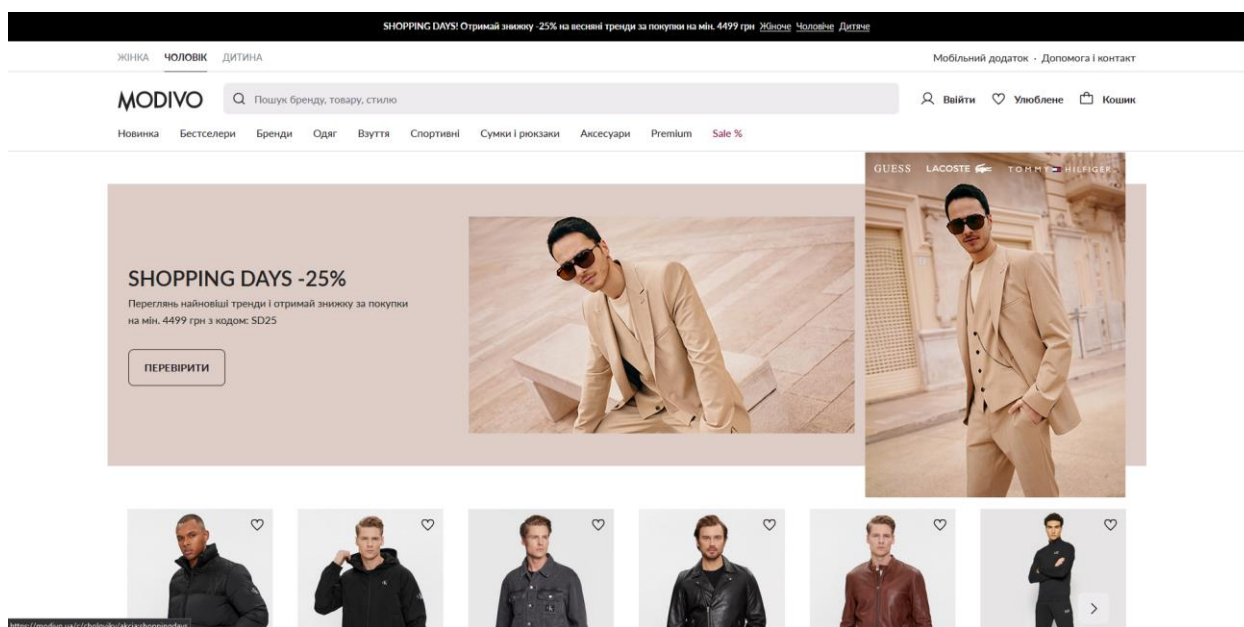 SHOPPING DAYS! Отримай знижку -25% на весняні тренди за покупки на мін. 4499 грн Жіноче Чоловіче Дитяче
ЖІНКА ЧОЛОВІК ДИТИНА
Мобільний додаток · Допомога і контакт
MODIVO
Пошук бренду, товару, стилю
Ввійти Улюблене Кошик
Новинка Бестселери Бренди Одяг Взуття Спортивні Сумки і рюкзаки Аксесуари Premium Sale %
GUESS LACOSTE TOMMY HILFIGER
SHOPPING DAYS -25%
Переглянь найновіші тренди і отримай знижку за покупки
на мін. 4499 грн з кодом: SD25
ПЕРЕВІРИТИ